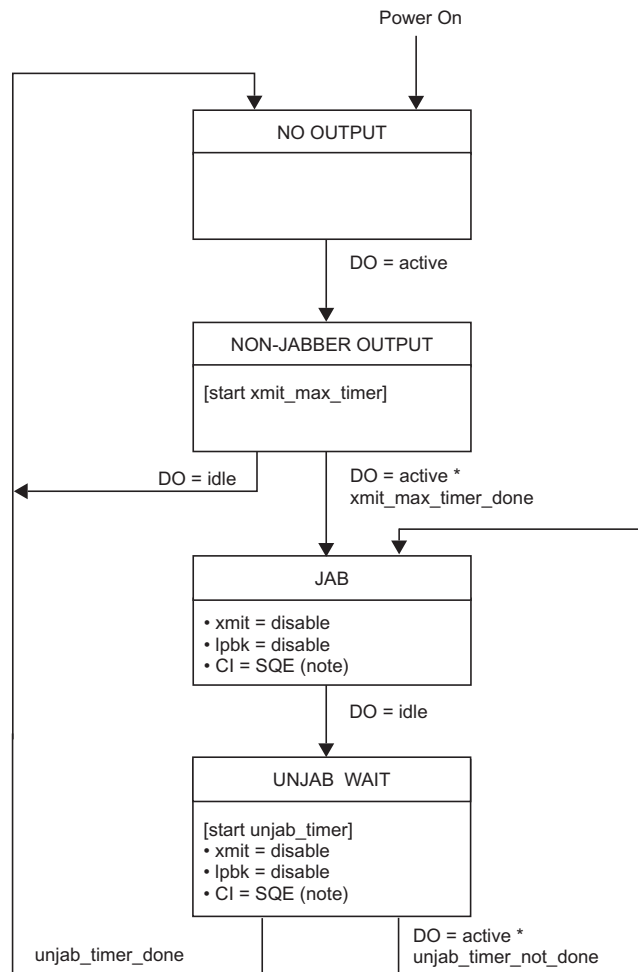 Power On
NO OUTPUT
DO = active
NON-JABBER OUTPUT
[start xmit_max_timer]
DO = idle
DO = active *
xmit_max_timer_done
JAB
• xmit = disable
• lpbk = disable
• CI = SQE (note)
DO = idle
UNJAB WAIT
[start unjab_timer]
• xmit = disable
• lpbk = disable
• CI = SQE (note)
unjab_timer_done
DO = active *
unjab_timer_not_done